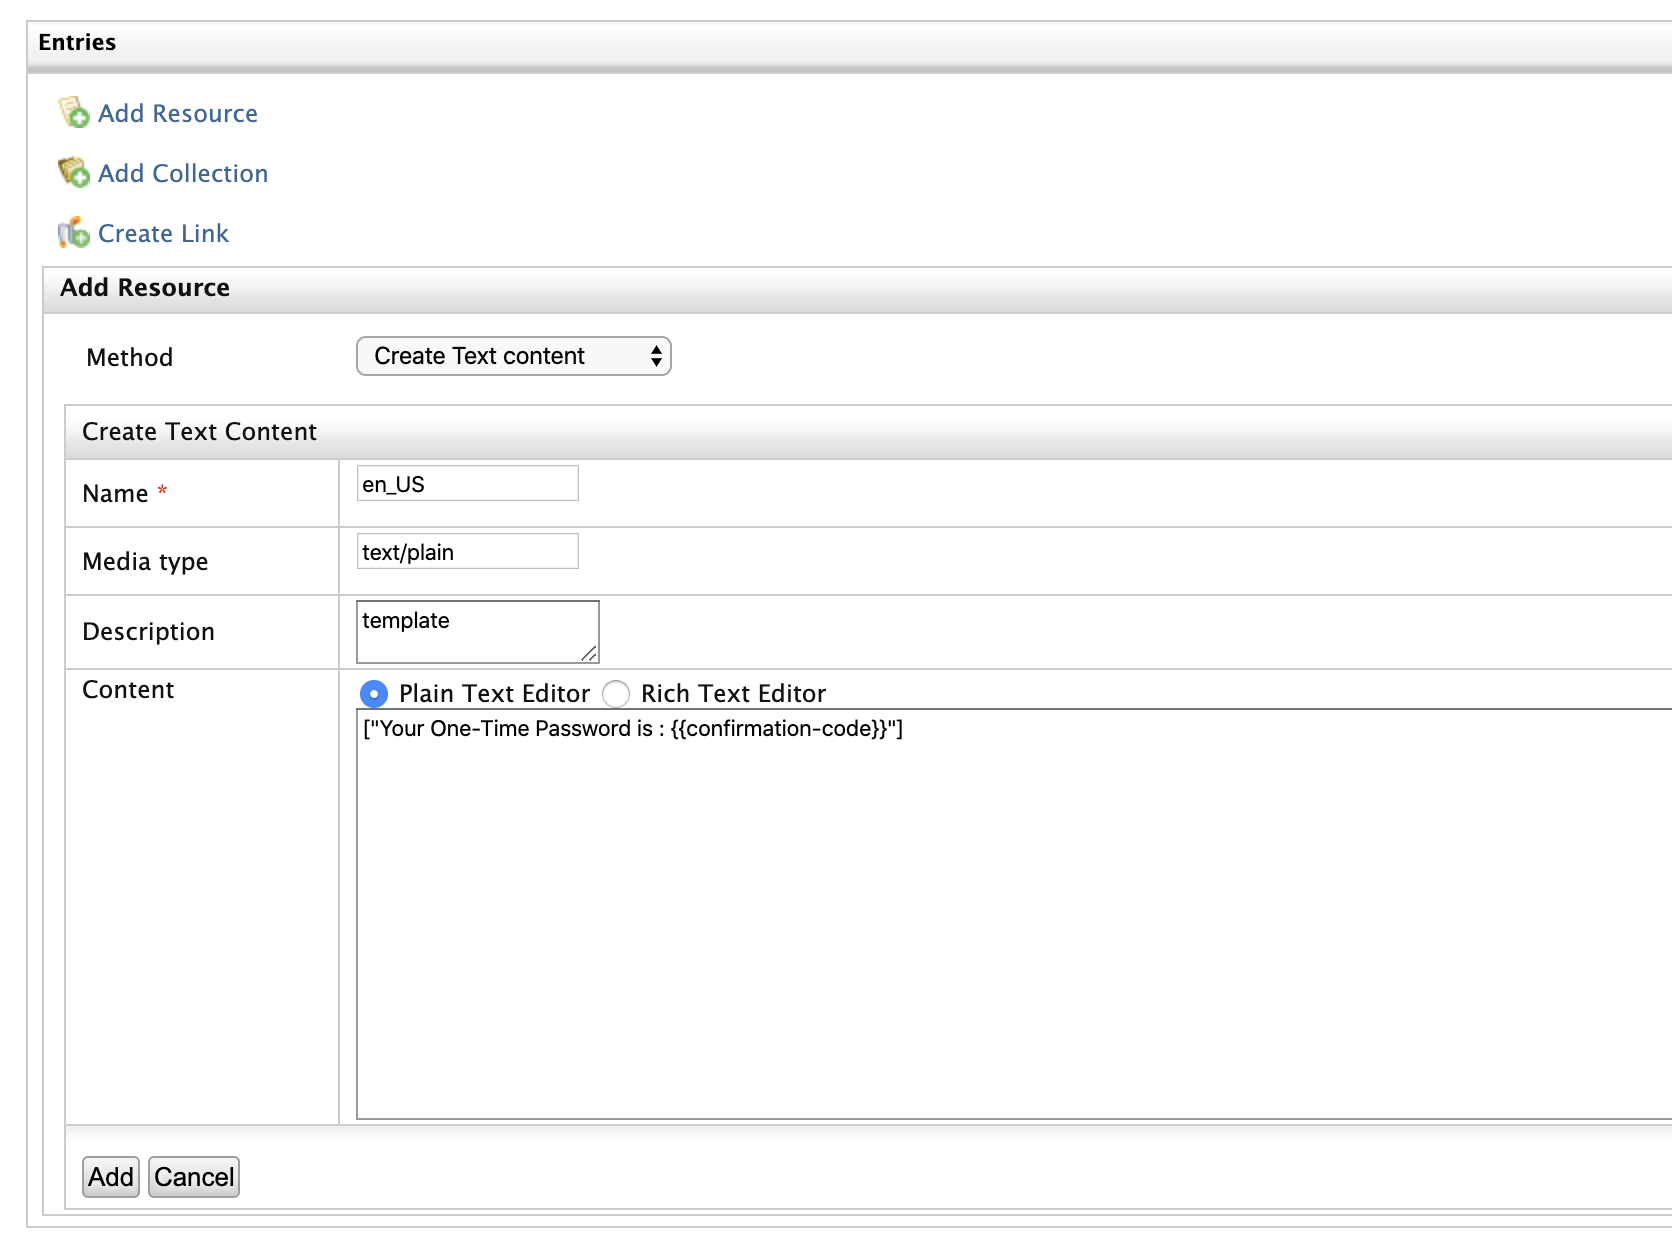 Entries
Add Resource
Add Collection
Create Link
Add Resource
Method
Create Text content
Create Text Content
Name *
en_US
Media type
text/plain
Description
template
Content
Plain Text Editor Rich Text Editor
["Your One-Time Password is : {{confirmation-code}}"]
Add Cancel